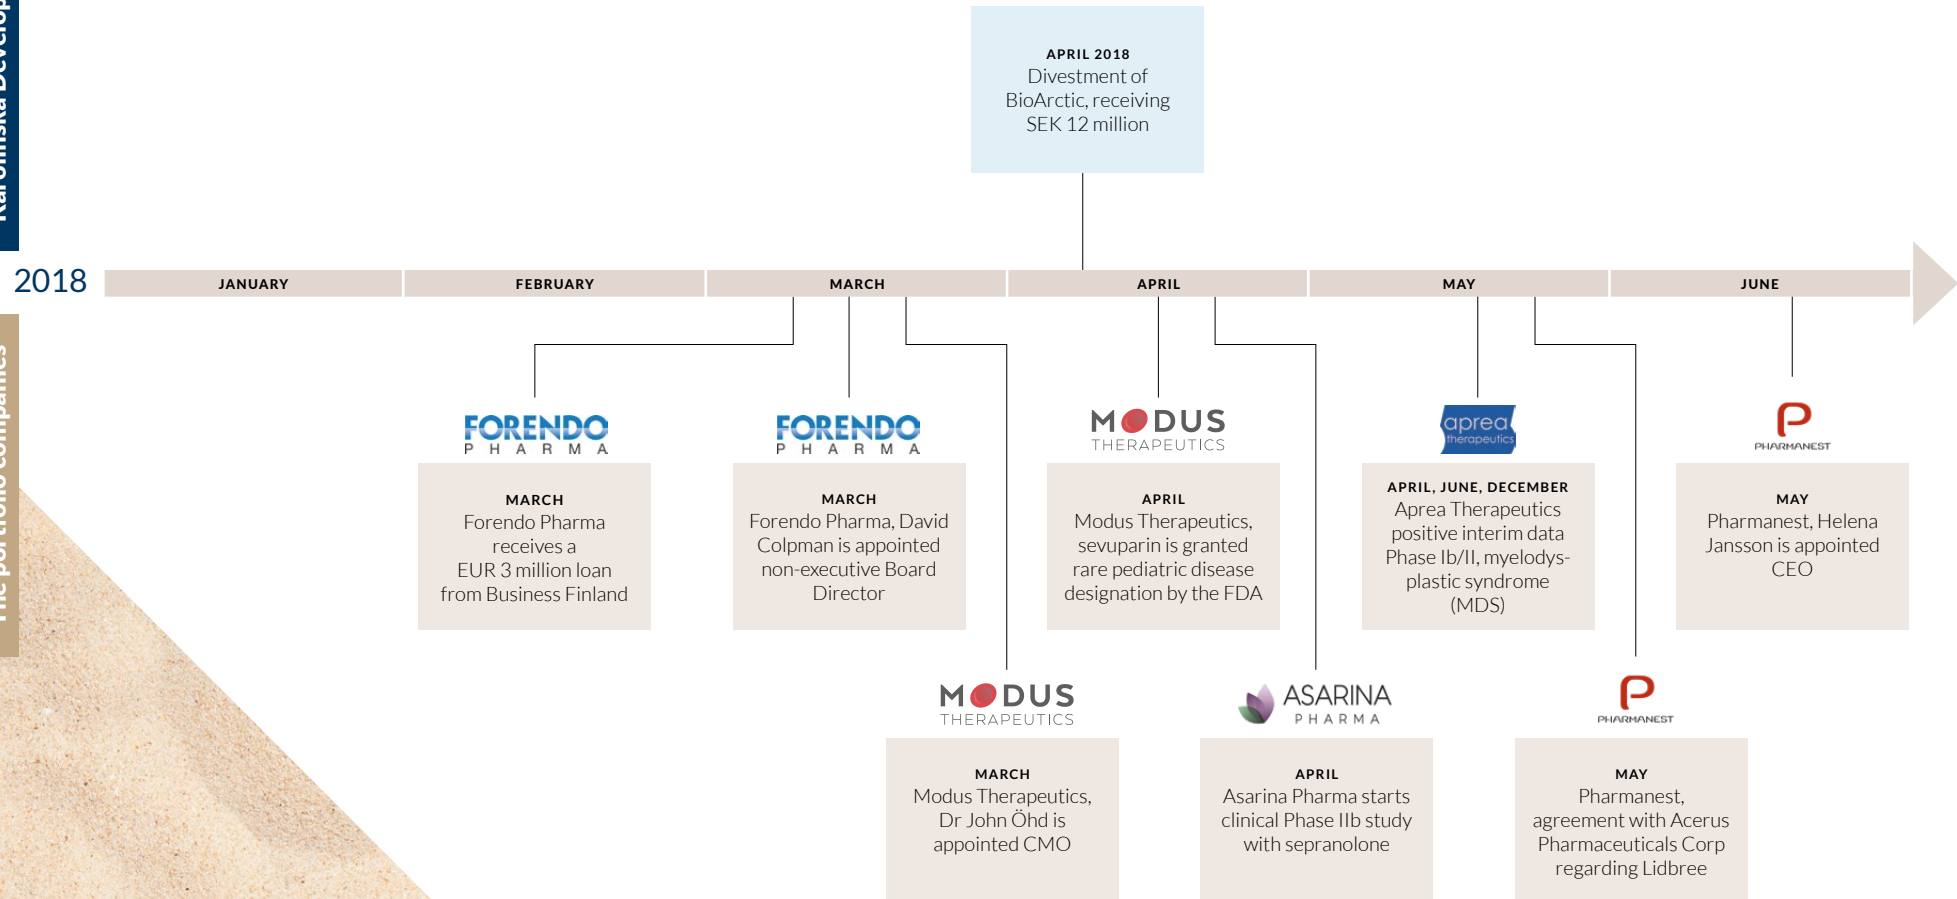 APRIL 2018
Divestment of
BioArctic, receiving
SEK 12 million
2018
JANUARY
FEBRUARY
MARCH
APRIL
MAY
JUNE
FORENDO
PHARMA
MARCH
Forendo Pharma
receives a
EUR 3 million loan
from Business Finland
FORENDO
PHARMA
MARCH
Forendo Pharma, David
Colpman is appointed
non-executive Board
Director
MODUS
THERAPEUTICS
APRIL
Modus Therapeutics,
sevuparin is granted
rare pediatric disease
designation by the FDA
aprea
therapeutics
APRIL, JUNE, DECEMBER
Aprea Therapeutics
positive interim data
Phase Ib/II, myelodys-
plastic syndrome
(MDS)
PHARMANEST
MAY
Pharmanest, Helena
Jansson is appointed
CEO
MODUS
THERAPEUTICS
MARCH
Modus Therapeutics,
Dr John Öhd is
appointed CMO
ASARINA
PHARMA
APRIL
Asarina Pharma starts
clinical Phase IIb study
with sepranolone
PHARMANEST
MAY
Pharmanest,
agreement with Acerus
Pharmaceuticals Corp
regarding Lidbree
Karolinska
The portfolio companies